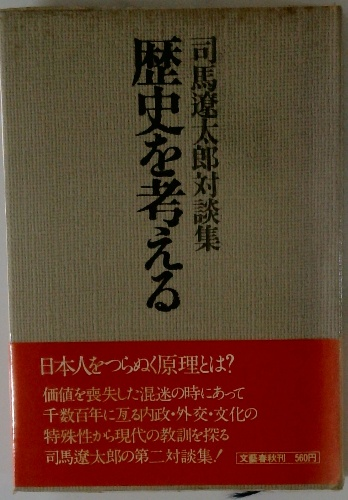 司馬遼太郎対談集
歴史を考える
日本人をつらぬく原理とは?
価値を喪失した混迷の時にあって
千数百年に亙る内政・外交・文化の
特殊性から現代の教訓を探る
司馬遼太郎の第二対談集!
文藝春秋刊 560円